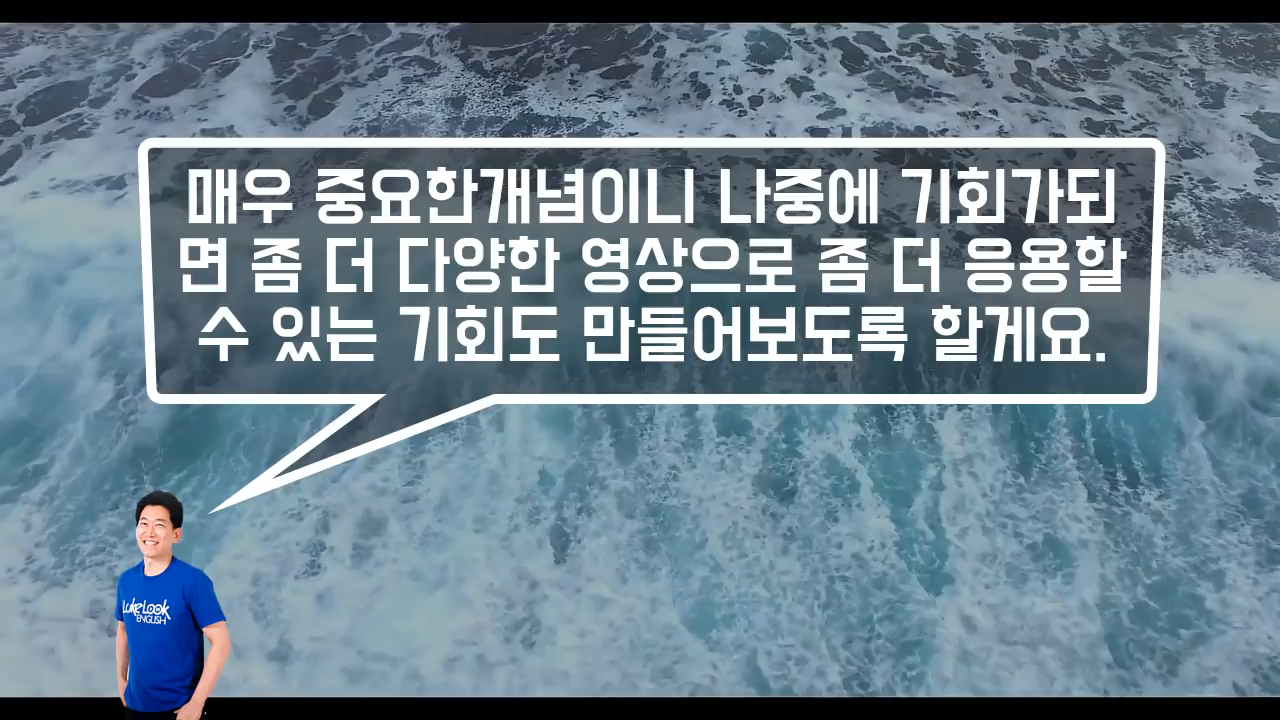 매우 중요한개념이니 나중에 기회가되
면 좀 더 다양한 영상으로 좀 더 응용할
수 있는 기회도 만들어보도록 할게요.
LukeLook
ENGLISH